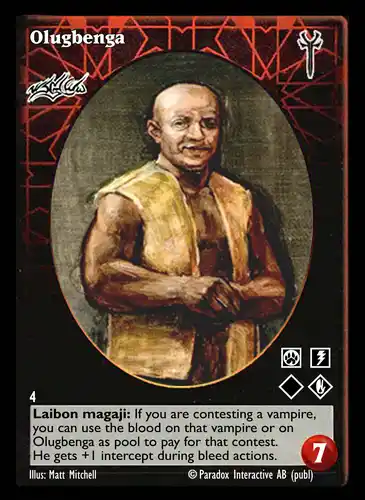 Olugbenga
4
Laibon magaji: If you are contesting a vampire,
you can use the blood on that vampire or on
Olugbenga as pool to pay for that contest.
He gets +1 intercept during bleed actions.
7
Illus: Matt Mitchell
© Paradox Interactive AB (publ)